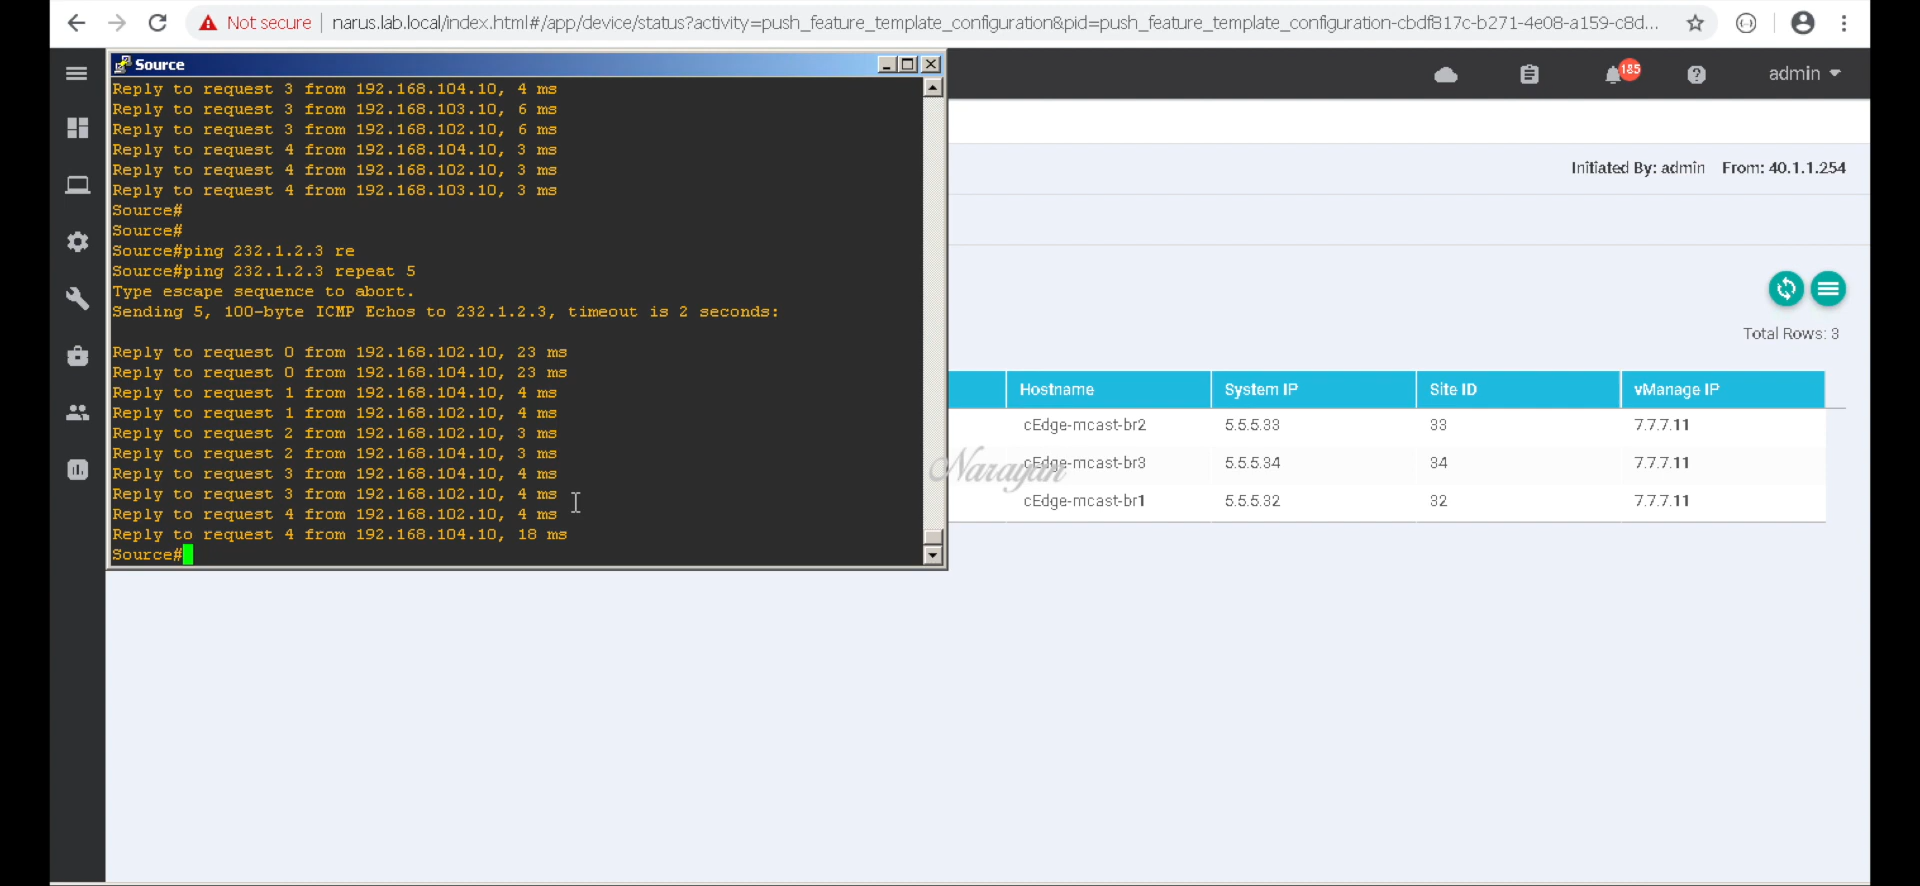 Not secure | narus.lab.local/index.html#/app/device/status?activity=push_feature_template_configuration&pid=push_feature_template_configuration-cbdf817c-b271-4e08-a159-c8d...
Source
185
admin
Reply to request 3 from 192.168.104.10, 4 ms
Reply to request 3 from 192.168.103.10, 6 ms
Reply to request 3 from 192.168.102.10, 6 ms
Reply to request 4 from 192.168.104.10, 3 ms
Reply to request 4 from 192.168.102.10, 3 ms
Reply to request 4 from 192.168.103.10, 3 ms
Source#
Source#
Source#ping 232.1.2.3 re
Source#ping 232.1.2.3 repeat 5
Type escape sequence to abort.
Sending 5, 100-byte ICMP Echos to 232.1.2.3, timeout is 2 seconds:
Reply to request 0 from 192.168.102.10, 23 ms
Reply to request 0 from 192.168.104.10, 23 ms
Reply to request 1 from 192.168.104.10, 4 ms
Reply to request 1 from 192.168.102.10, 4 ms
Reply to request 2 from 192.168.102.10, 3 ms
Reply to request 2 from 192.168.104.10, 3 ms
Reply to request 3 from 192.168.104.10, 4 ms
Reply to request 3 from 192.168.102.10, 4 ms
Reply to request 4 from 192.168.102.10, 4 ms
Reply to request 4 from 192.168.104.10, 18 ms
Source#
Initiated By: admin From: 40.1.1.254
Total Rows: 3
Hostname System IP Site ID vManage IP
cEdge-mcast-br2 5.5.5.33 33 7.7.7.11
cEdge-mcast-br3 5.5.5.34 34 7.7.7.11
cEdge-mcast-br1 5.5.5.32 32 7.7.7.11
Narayan